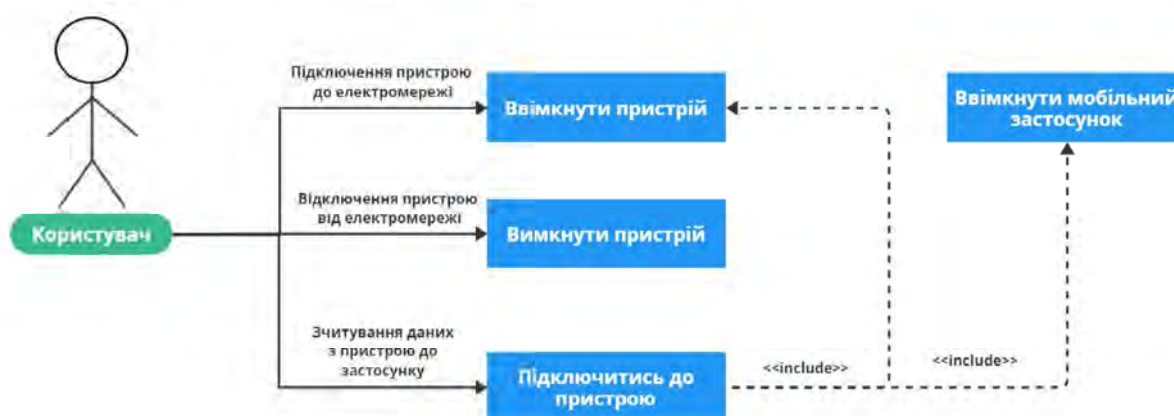 Підключення пристрою
до електромережі
Ввімкнути пристрій
Ввімкнути мобільний
застосунок
Відключення пристрою
від електромережі
Користувач
Вимкнути пристрій
Зчитування даних
з пристрою до
застосунку
Підключитись до
пристрою
<<include>>
<<include>>